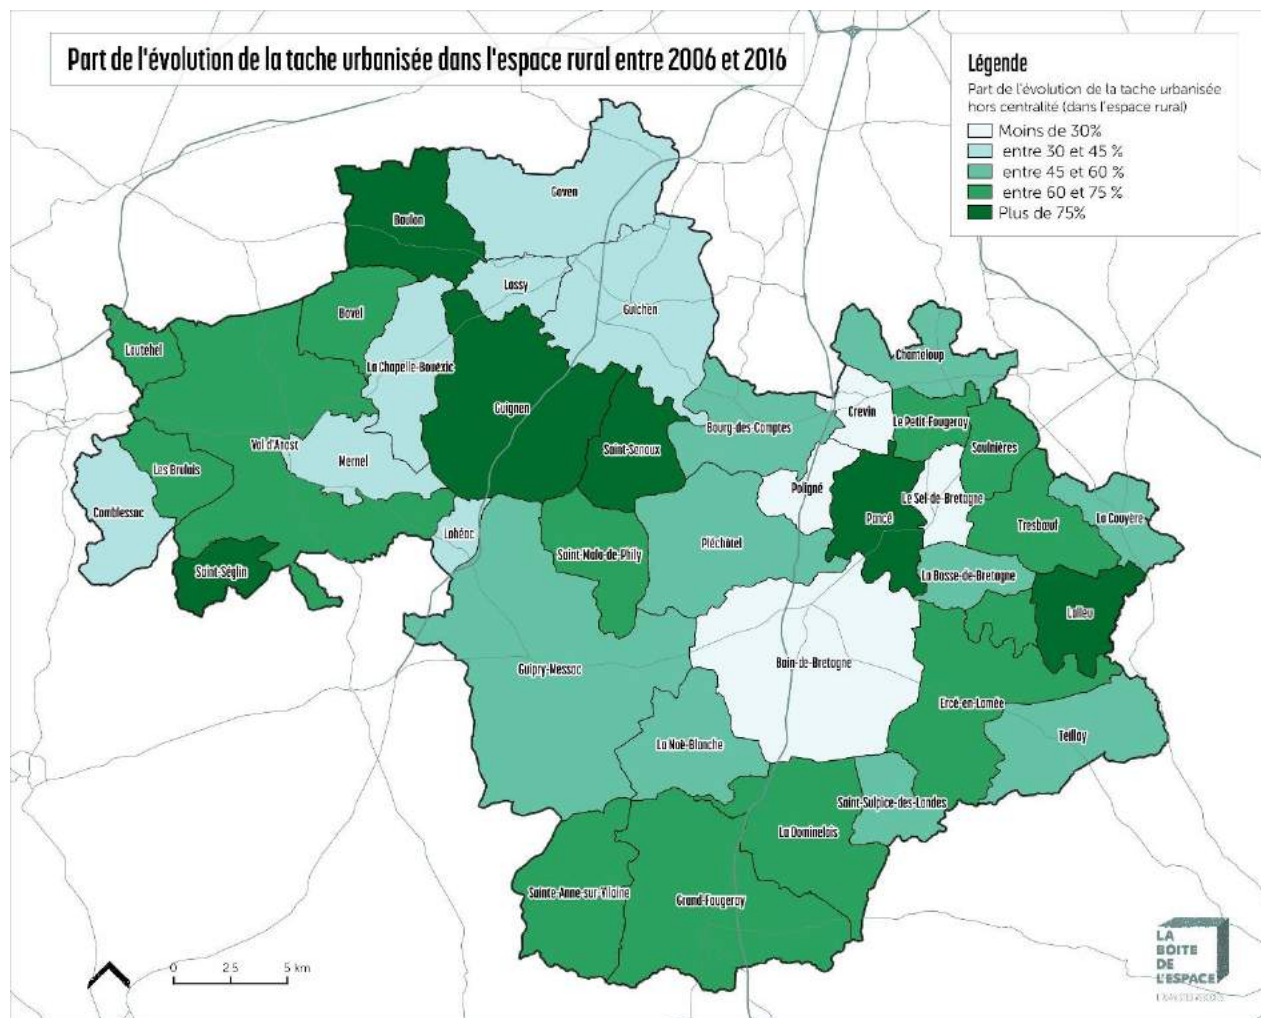 Part de l'évolution de la tache urbanisée dans l'espace rural entre 2006 et 2016
Légende
Part de l'évolution de la tache urbanisée
hors centralité (dans l'espace rural)
Moins de 30%
entre 30 et 45 %
entre 45 et 60 %
entre 60 et 75 %
Plus de 75%
Goven
Baulon
Lassy
Guichen
Bovel
Loutehel
La Chapelle-Bouëxic
Chanteloup
Guignen
Crevin
Le Petit-Fougeray
Bourg-des-Comptes
Val d'Anast
Saint-Senoux
Saulnières
Mernel
Les Brulais
Poligné
Le Sel-de-Bretagne
Comblessac
Pancé
Tresbœuf
La Couyère
Lohéac
Pléchâtel
Saint-Malo-de-Phily
Saint-Séglin
La Bosse-de-Bretagne
Lalleu
Bain-de-Bretagne
Guipry-Messac
Ercé-en-Lamée
Teillay
La Noë-Blanche
Saint-Sulpice-des-Landes
La Dominelais
Sainte-Anne-sur-Vilaine
Grand-Fougeray
0 2.5 5 km
LA
BOITE
DE
L'ESPACE